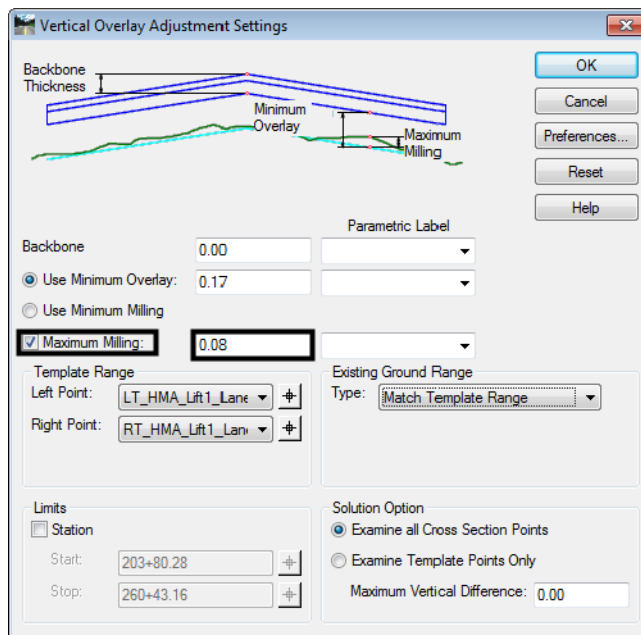 Vertical Overlay Adjustment Settings
Backbone
Thickness
Minimum
Overlay
Maximum
Milling
OK
Cancel
Preferences...
Reset
Help
Parametric Label
Backbone 0.00
Use Minimum Overlay: 0.17
Use Minimum Milling
Maximum Milling: 0.08
Template Range
Left Point: LT_HMA_Lift1_Lane
Right Point: RT_HMA_Lift1_Lan
Existing Ground Range
Type: Match Template Range
Limits
Station
Start: 203+80.28
Stop: 260+43.16
Solution Option
Examine all Cross Section Points
Examine Template Points Only
Maximum Vertical Difference: 0.00